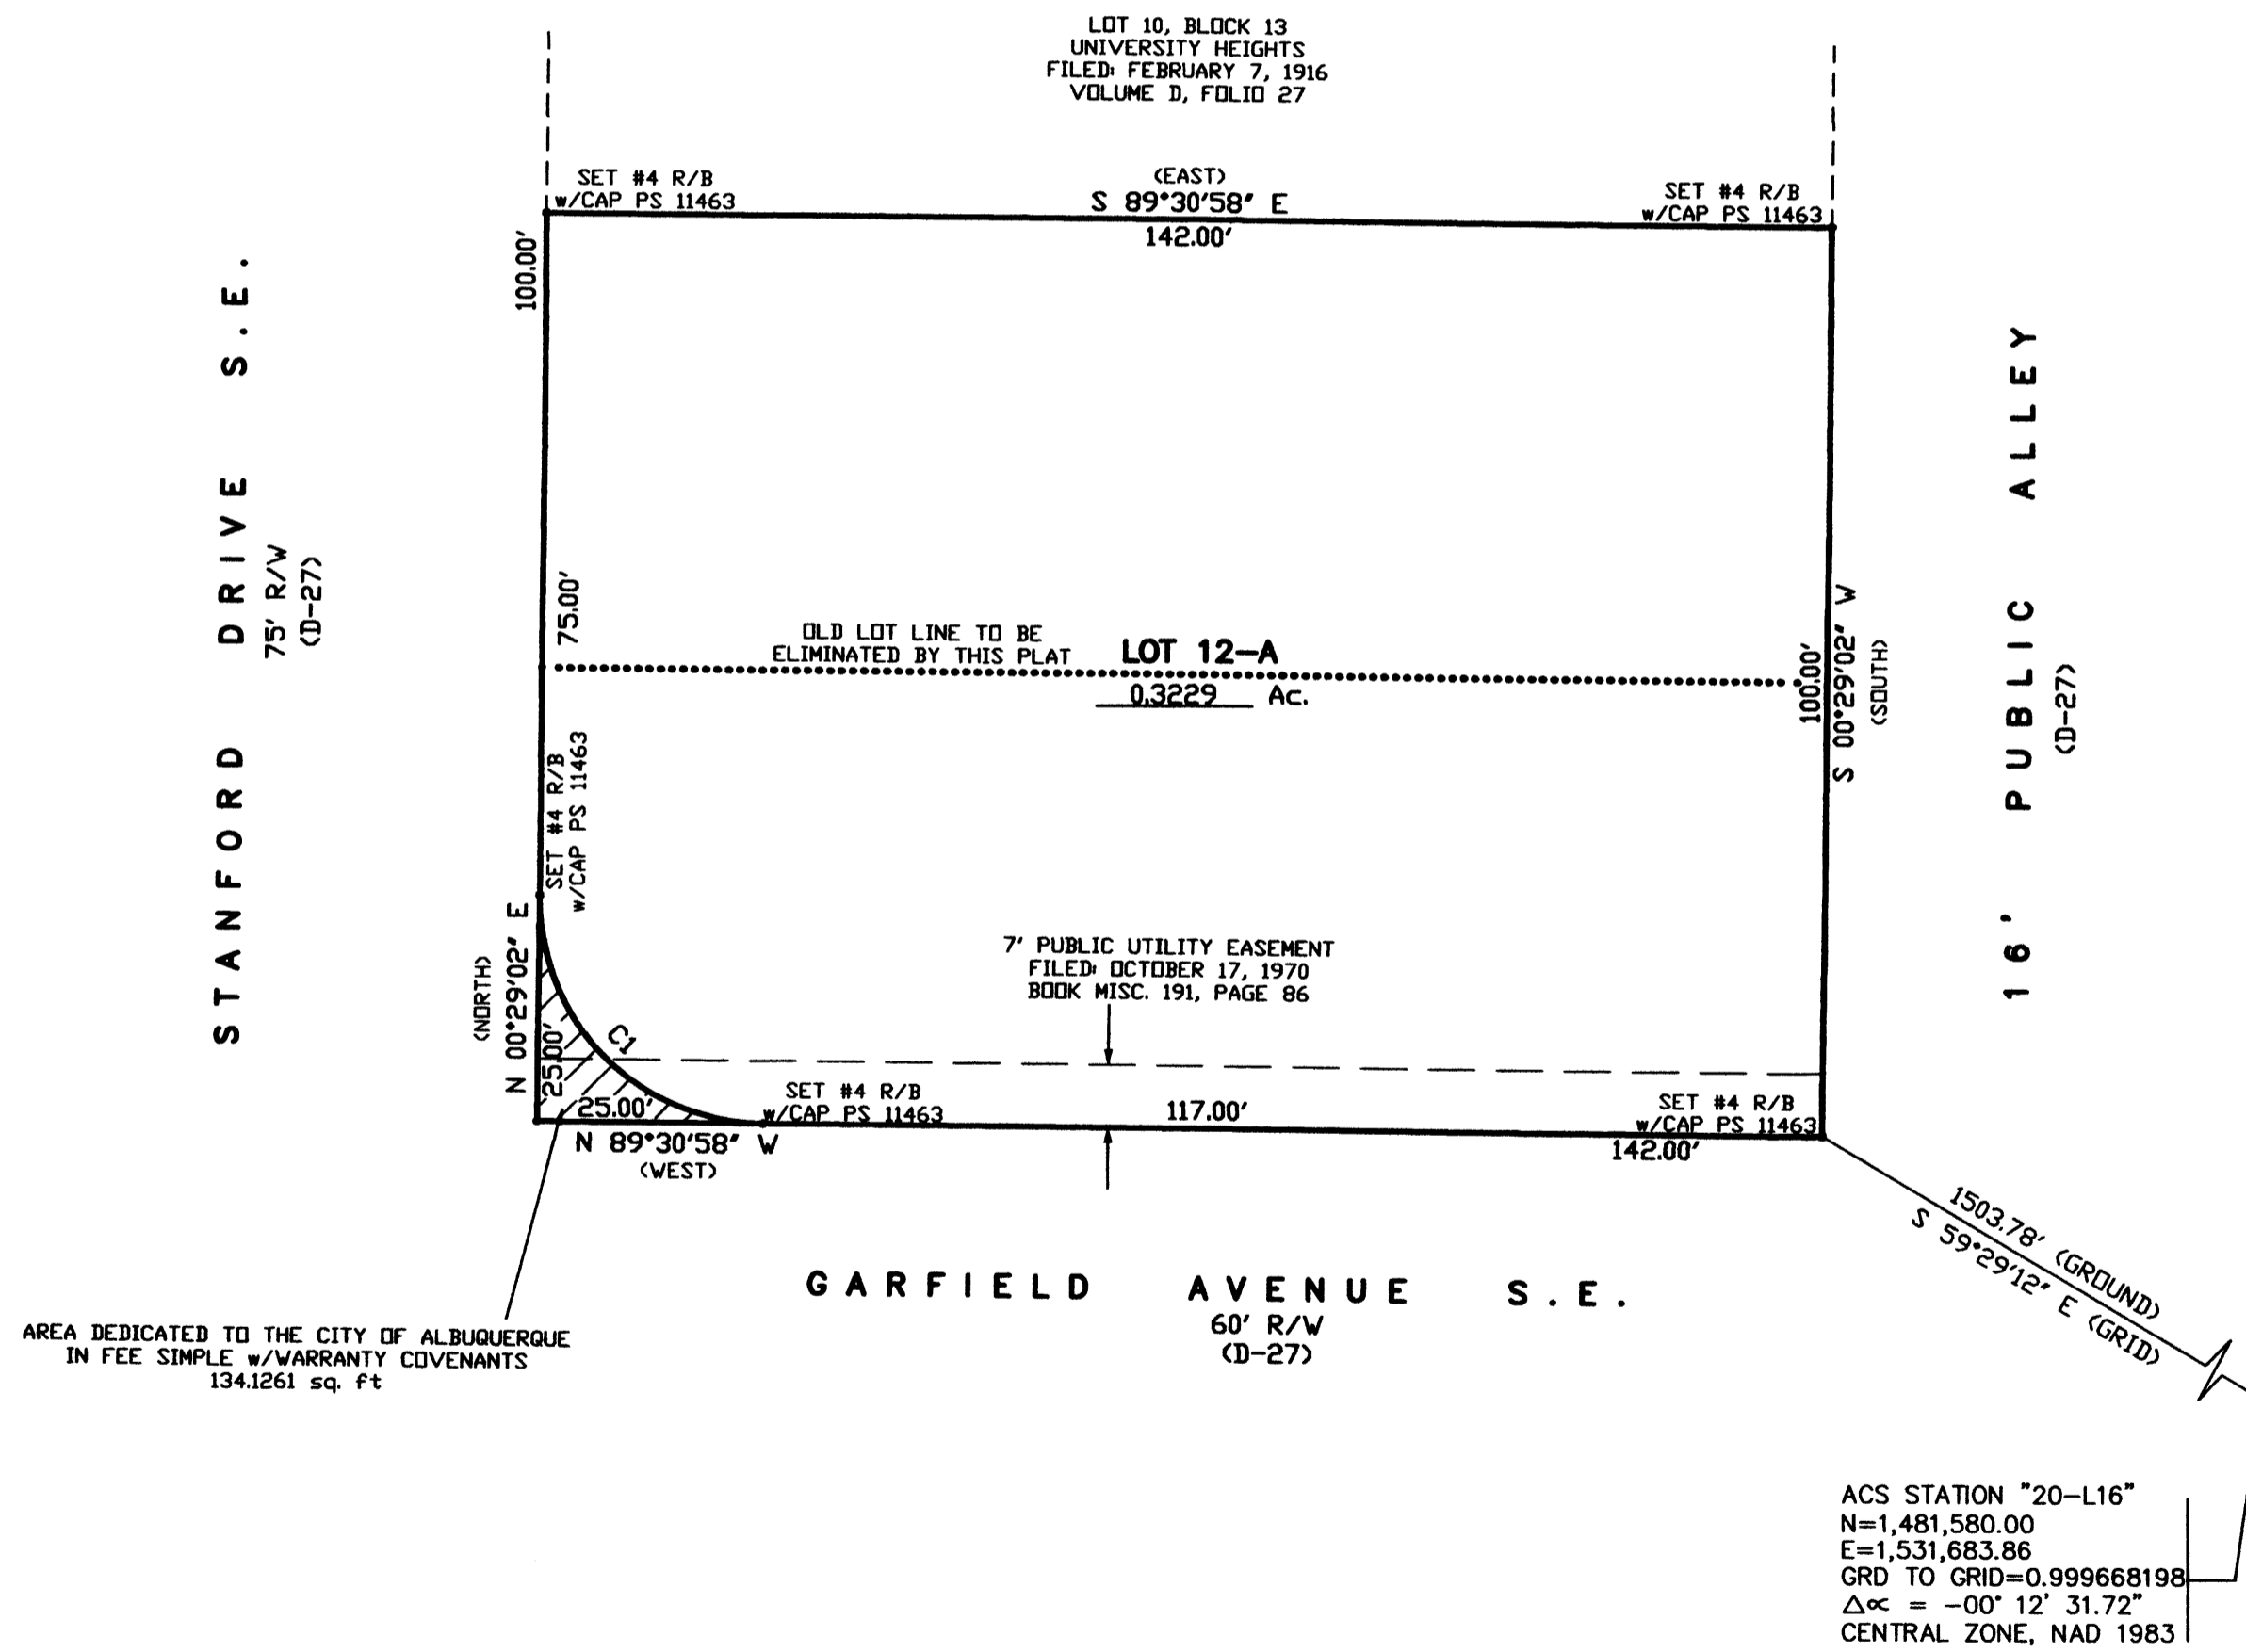 LOT 10, BLOCK 13
UNIVERSITY HEIGHTS
FILED: FEBRUARY 7, 1916
VOLUME D, FOLIO 27
SET #4 R/B
w/CAP PS 11463
(EAST)
S 89°30'58" E
142.00'
SET #4 R/B
w/CAP PS 11463
100.00'
STANFORD DRIVE S.E.
75' R/W
(D-27)
75.00'
OLD LOT LINE TO BE
ELIMINATED BY THIS PLAT
LOT 12-A
0.3229 Ac.
100.00'
S 00°29'02" W
(SOUTH)
16' PUBLIC ALLEY
(D-27)
SET #4 R/B
w/CAP PS 11463
(NORTH)
N 00°29'02" E
25.00'
C1
25.00'
7' PUBLIC UTILITY EASEMENT
FILED: OCTOBER 17, 1970
BOOK MISC. 191, PAGE 86
SET #4 R/B
w/CAP PS 11463
117.00'
SET #4 R/B
w/CAP PS 11463
142.00'
N 89°30'58" W
(WEST)
1503.78' (GROUND)
S 59°29'12" E (GRID)
GARFIELD AVENUE S.E.
60' R/W
(D-27)
AREA DEDICATED TO THE CITY OF ALBUQUERQUE
IN FEE SIMPLE w/WARRANTY COVENANTS
134.1261 sq. ft
ACS STATION "20-L16"
N=1,481,580.00
E=1,531,683.86
GRD TO GRID=0.999668198
Δ∝ = -00° 12' 31.72"
CENTRAL ZONE, NAD 1983